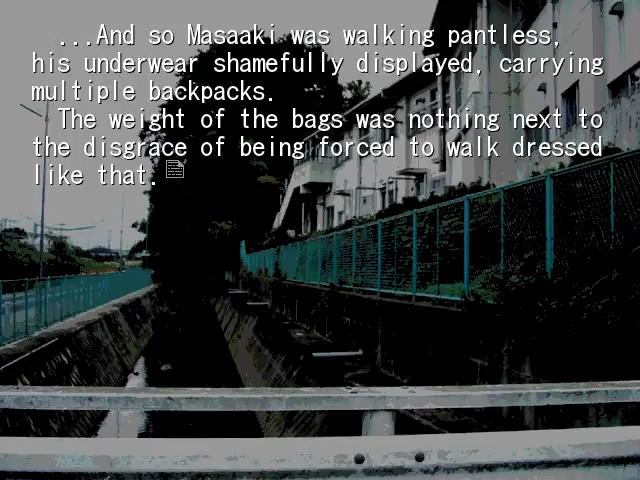 ...And so Masaaki was walking pantless,
his underwear shamefully displayed, carrying
multiple backpacks.
The weight of the bags was nothing next to
the disgrace of being forced to walk dressed
like that.